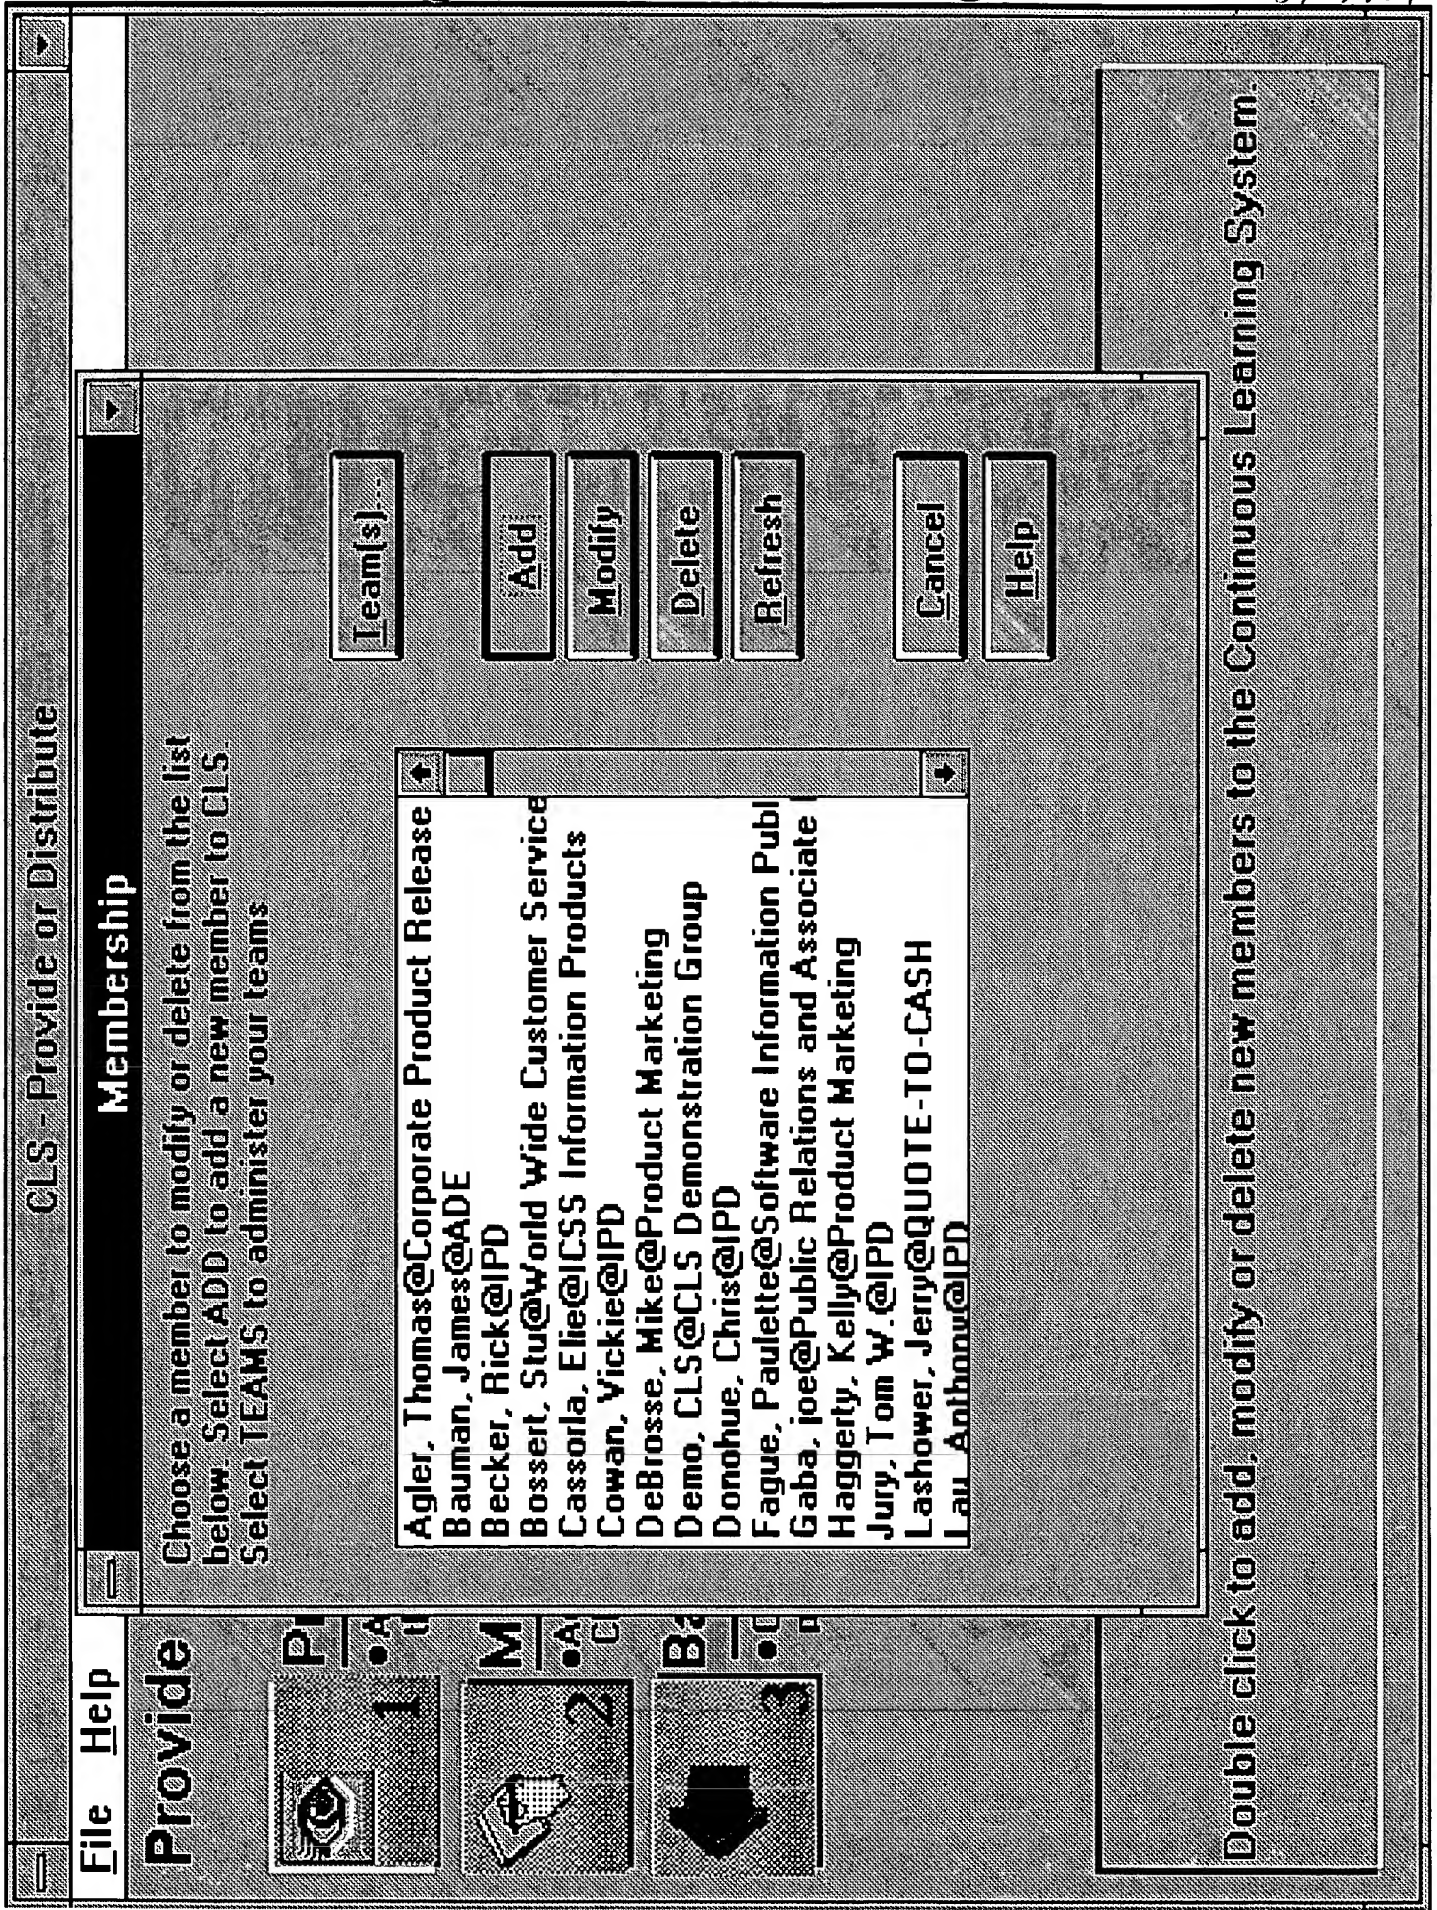 CLS - Provide or Distribute
File Help
Provide
Membership
Choose a member to modify or delete from the list
below. Select ADD to add a new member to CLS.
Select TEAMS to administer your teams
Agler, Thomas@Corporate Product Release
Bauman, James@ADE
Becker, Rick@IPD
Bossert, Stu@World Wide Customer Service
Cassorla, Elie@ICSS Information Products
Cowan, Vickie@IPD
DeBrosse, Mike@Product Marketing
Demo, CLS@CLS Demonstration Group
Donohue, Chris@IPD
Fague, Paulette@Software Information Publ
Gaba, joe@Public Relations and Associate
Haggerty, Kelly@Product Marketing
Jury, Tom W.@IPD
Lashower, Jerry@QUOTE-TO-CASH
Lau Anthony@IPD
Team(s)...
Add
Modify
Delete
Refresh
Cancel
Help
1
2
M
3
Ba
Double click to add, modify or delete new members to the Continuous Learning System.